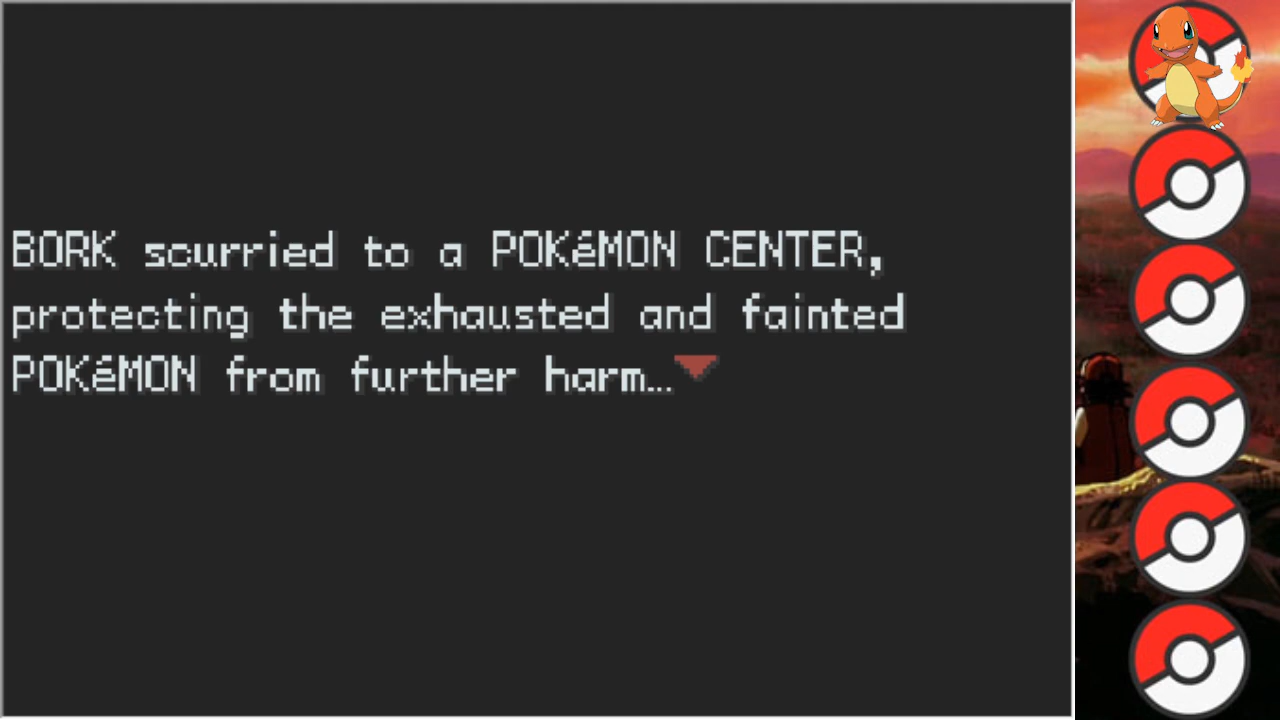 BORK scurried to a POKéMON CENTER,
protecting the exhausted and fainted
POKéMON from further harm…